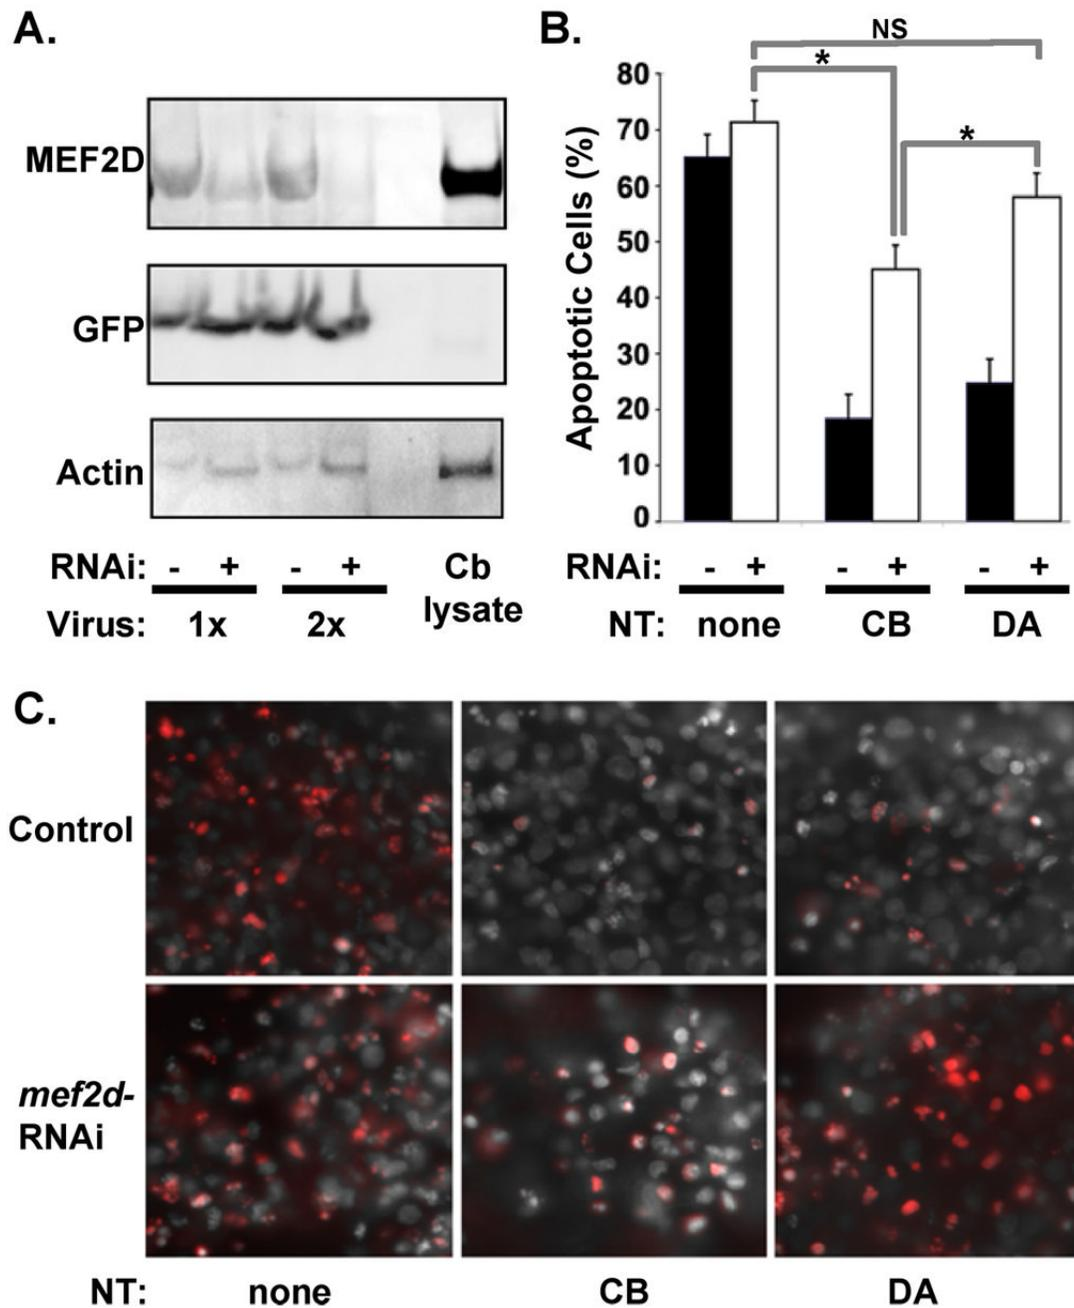 A.
MEF2D
GFP
Actin
RNAi: - + - + Cb
lysate
Virus: 1x 2x
B.
NS
*
*
Apoptotic Cells (%)
80
70
60
50
40
30
20
10
0
RNAi: - + - + - +
NT: none CB DA
C.
Control
mef2d-
RNAi
NT: none CB DA